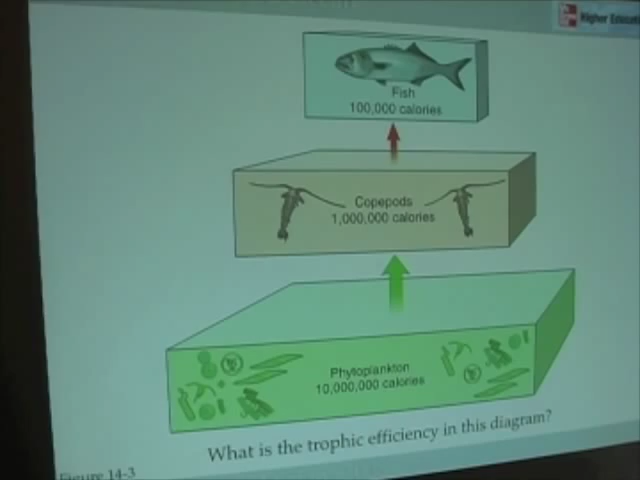 Higher Education
Fish
100,000 calories
Copepods
1,000,000 calories
Phytoplankton
10,000,000 calories
What is the trophic efficiency in this diagram?
Figure 14-3